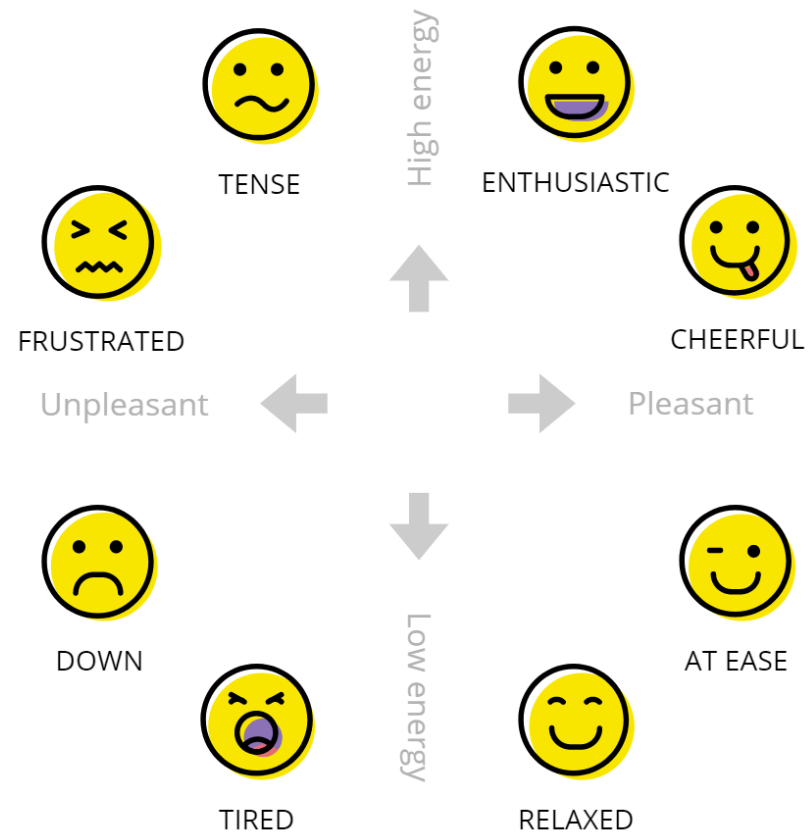 High energy
TENSE
ENTHUSIASTIC
FRUSTRATED
CHEERFUL
Unpleasant
Pleasant
DOWN
AT EASE
Low energy
TIRED
RELAXED